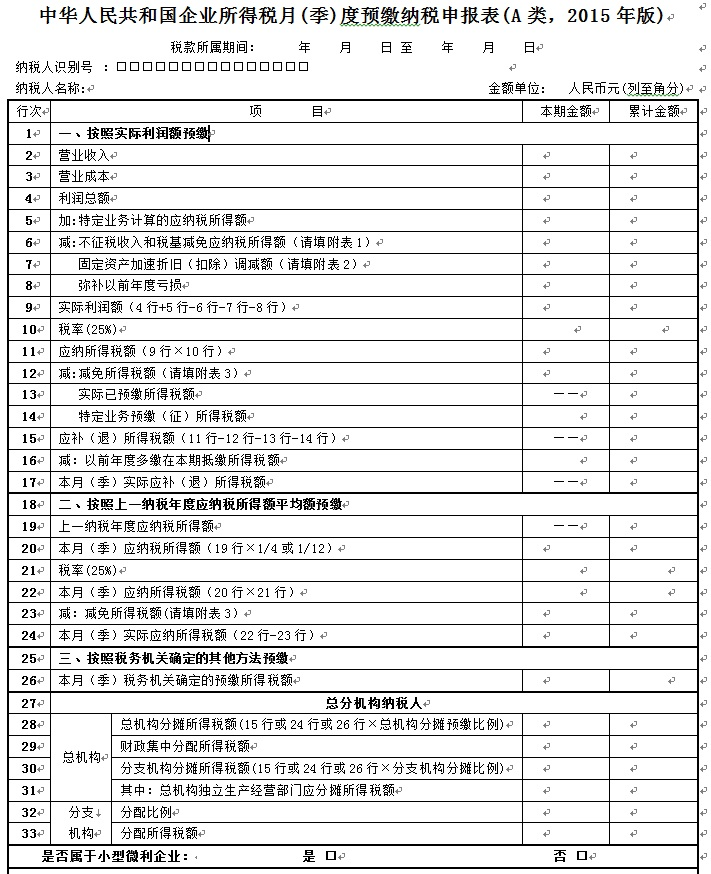 中华人民共和国企业所得税月(季)度预缴纳税申报表(A 类，2015 年版)
税款所属期间： 年 月 日 至 年 月 日
纳税人识别号 ：□□□□□□□□□□□□□□□
纳税人名称: 金额单位： 人民币元(列至角分)
行次 项 目 本期金额 累计金额
1 一、按照实际利润额预缴
2 营业收入
3 营业成本
4 利润总额
5 加:特定业务计算的应纳税所得额
6 减:不征税收入和税基减免应纳税所得额（请填附表 1）
7 固定资产加速折旧（扣除）调减额（请填附表 2）
8 弥补以前年度亏损
9 实际利润额（4 行+5 行-6 行-7 行-8 行）
10 税率(25%)
11 应纳所得税额（9 行×10 行）
12 减:减免所得税额（请填附表 3）
13 实际已预缴所得税额 ——
14 特定业务预缴（征）所得税额
15 应补（退）所得税额（11 行-12 行-13 行-14 行） ——
16 减：以前年度多缴在本期抵缴所得税额
17 本月（季）实际应补（退）所得税额 ——
18 二、按照上一纳税年度应纳税所得额平均额预缴
19 上一纳税年度应纳税所得额 ——
20 本月（季）应纳税所得额（19 行×1/4 或 1/12）
21 税率(25%)
22 本月（季）应纳所得税额（20 行×21 行）
23 减：减免所得税额(请填附表 3）
24 本月（季）实际应纳所得税额（22 行-23 行）
25 三、按照税务机关确定的其他方法预缴
26 本月（季）税务机关确定的预缴所得税额
27 总分机构纳税人
28 总机构分摊所得税额(15 行或 24 行或 26 行×总机构分摊预缴比例)
29 财政集中分配所得税额
总机构
30 分支机构分摊所得税额(15 行或 24 行或 26 行×分支机构分摊比例)
31 其中：总机构独立生产经营部门应分摊所得税额
32 分支 分配比例
33 机构 分配所得税额
是否属于小型微利企业： 是 □ 否 □